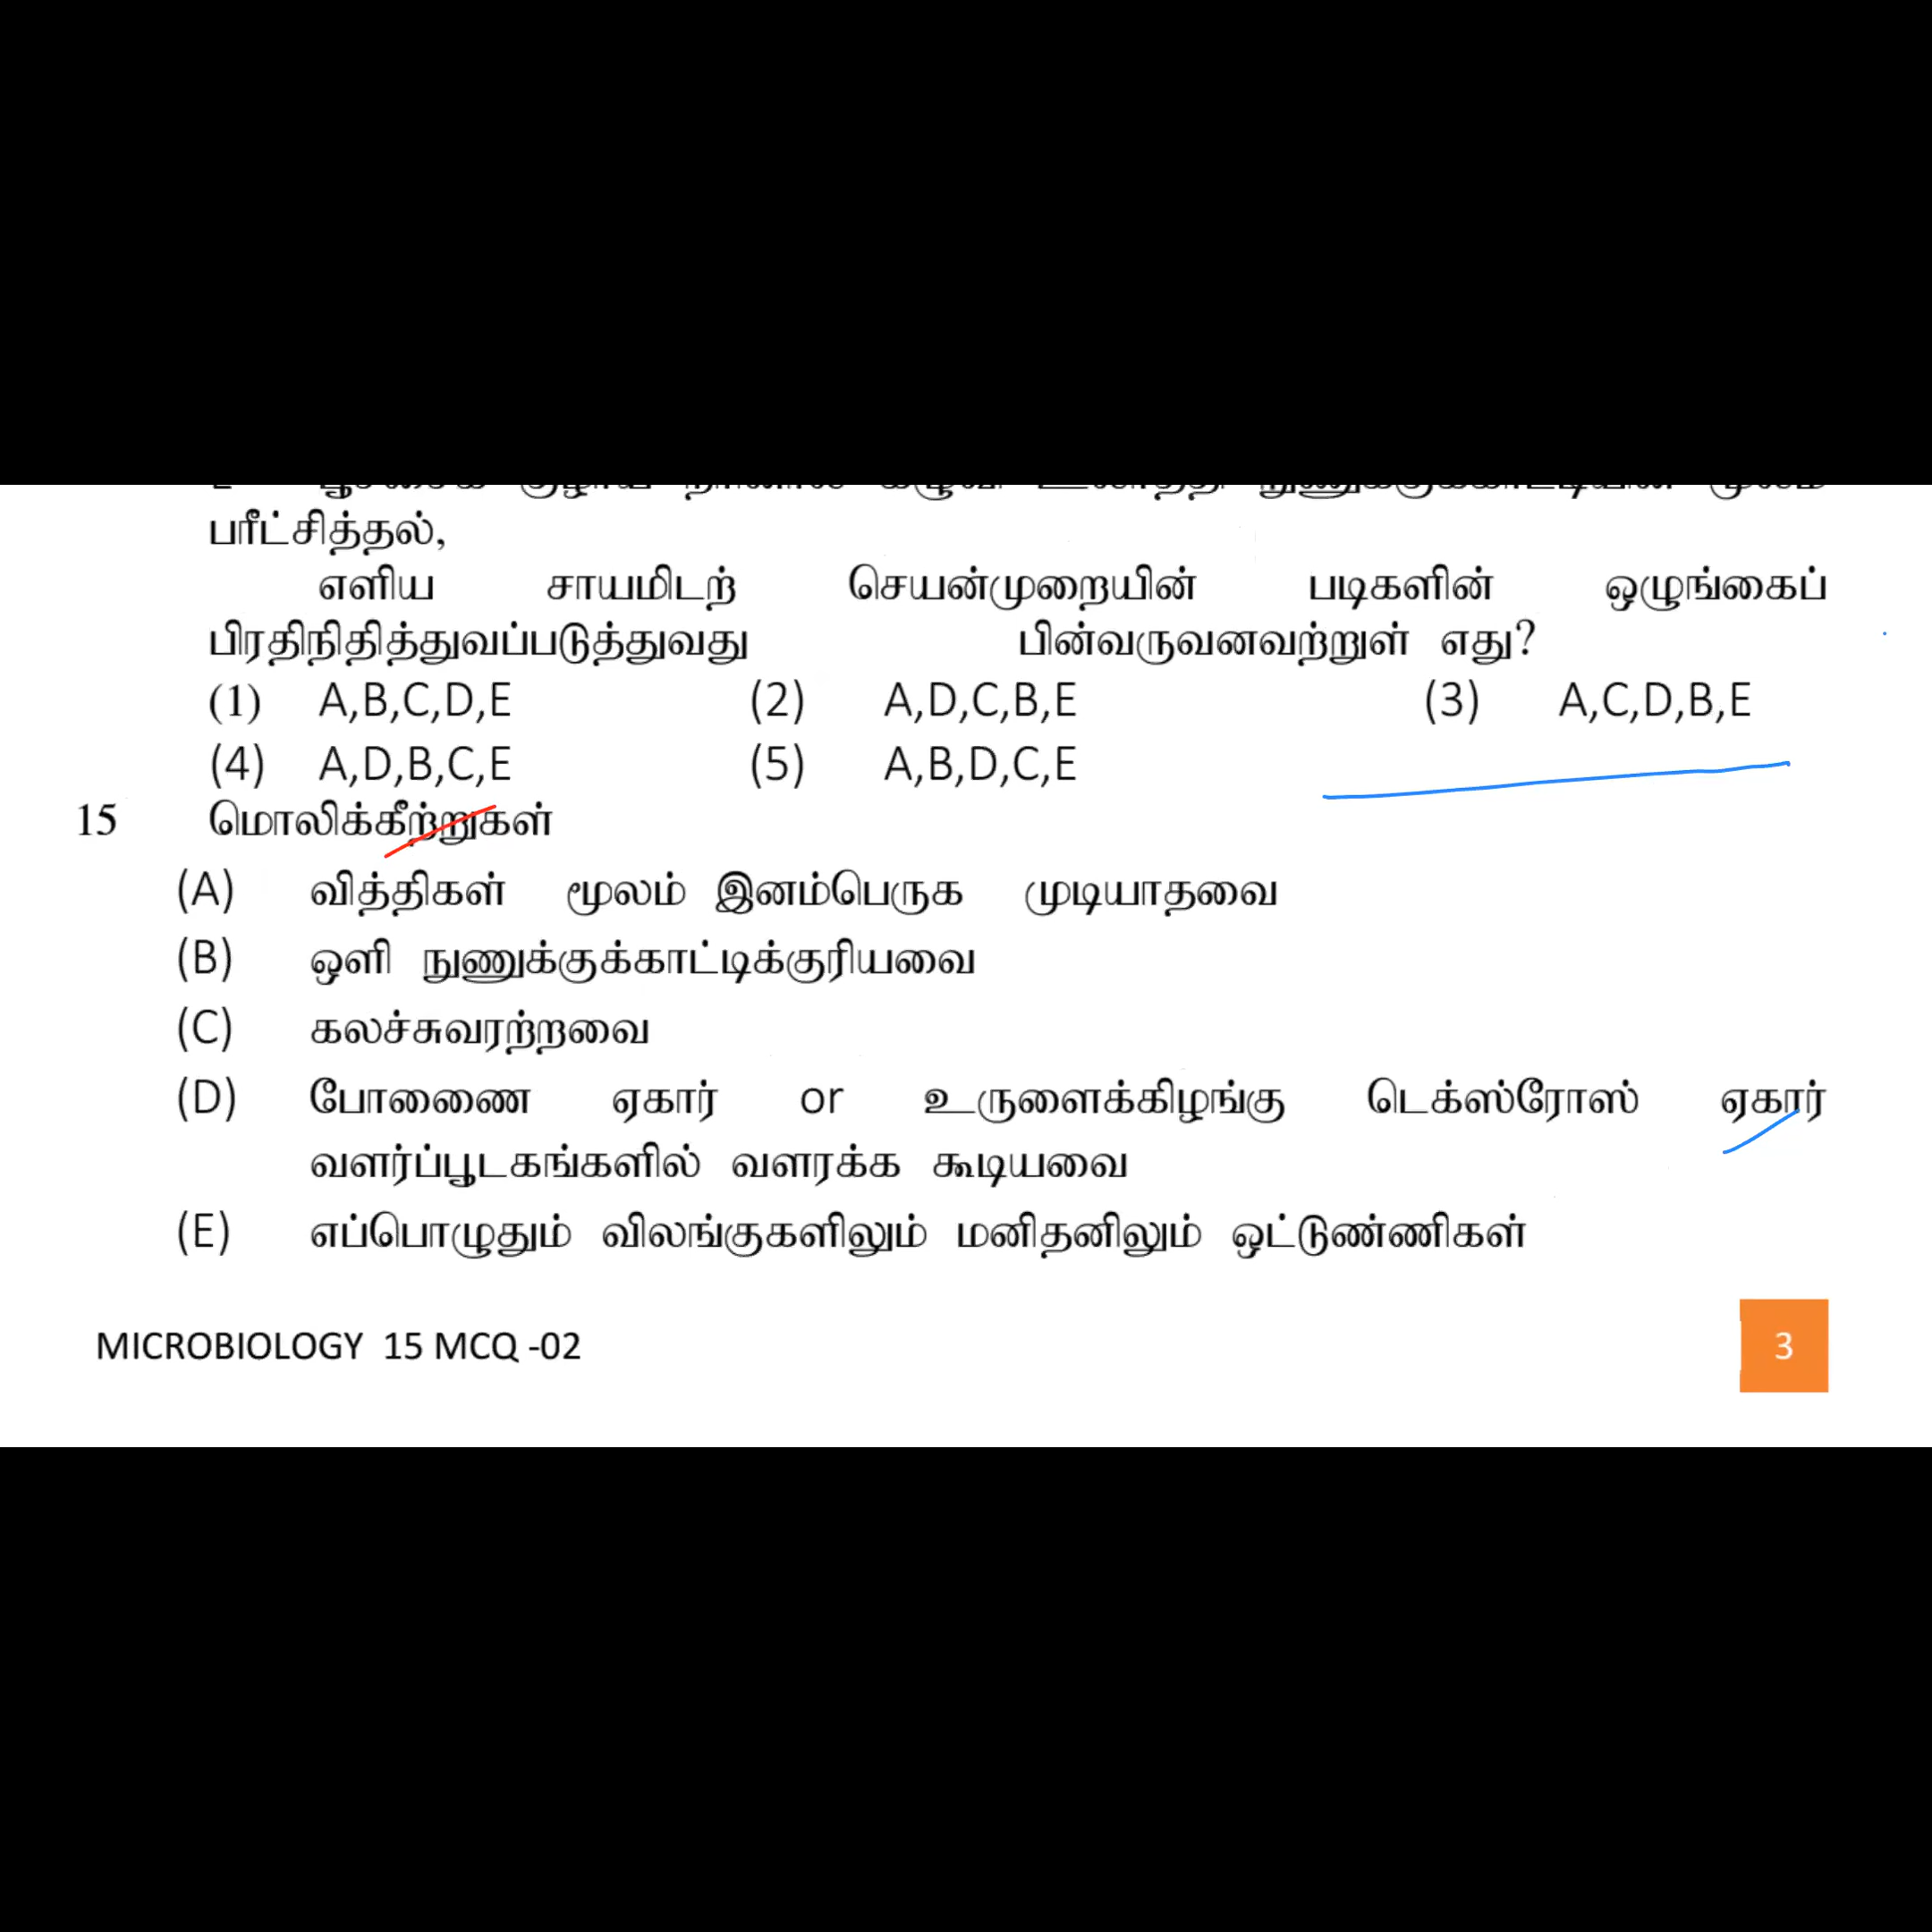 பரீட்சித்தல்,
எளிய சாயமிடற் செயன்முறையின் படிகளின் ஒழுங்கைப்
பிரதிநிதித்துவப்படுத்துவது பின்வருவனவற்றுள் எது?
(1) A,B,C,D,E (2) A,D,C,B,E (3) A,C,D,B,E
(4) A,D,B,C,E (5) A,B,D,C,E
15 மொலிக்கீற்றுகள்
(A) வித்திகள் மூலம் இனம்பெருக முடியாதவை
(B) ஒளி நுணுக்குக்காட்டிக்குரியவை
(C) கலச்சுவரற்றவை
(D) போணை ஏகார் or உருளைக்கிழங்கு டெக்ஸ்ரோஸ் ஏகார்
வளர்ப்பூடகங்களில் வளரக்க கூடியவை
(E) எப்பொழுதும் விலங்குகளிலும் மனிதனிலும் ஒட்டுண்ணிகள்
MICROBIOLOGY 15 MCQ -02
3